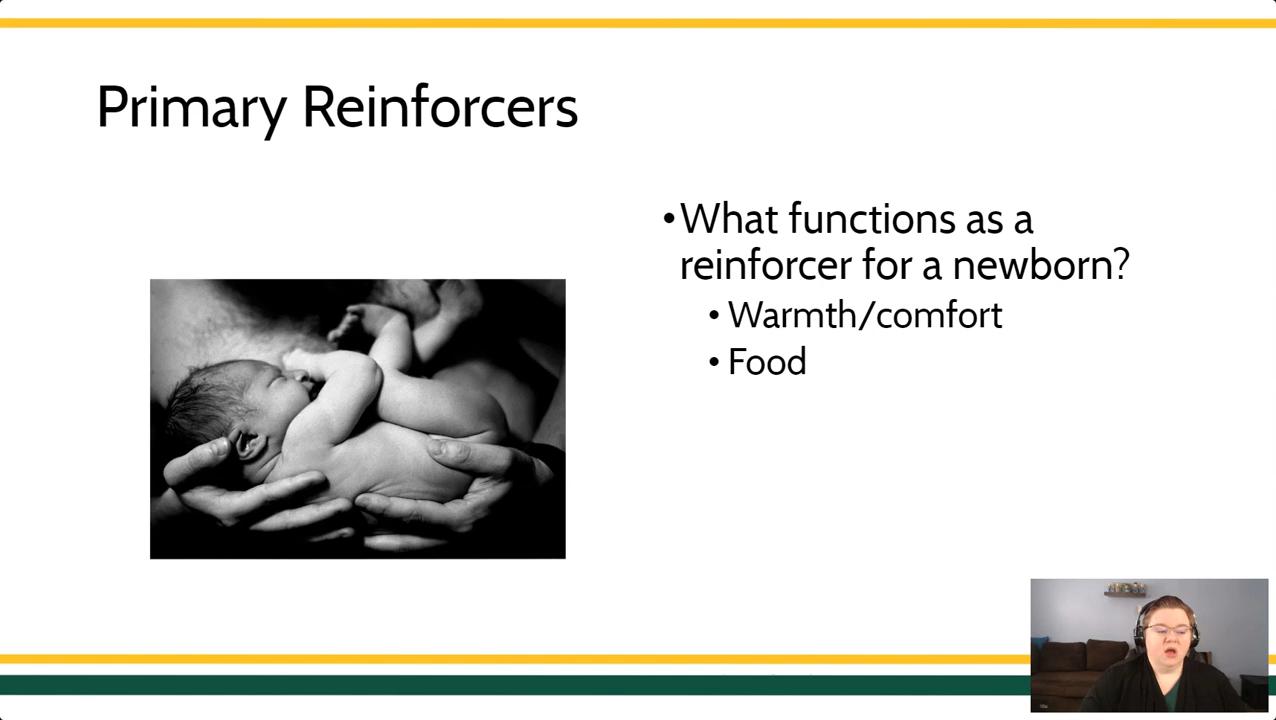 Primary Reinforcers
•What functions as a
reinforcer for a newborn?
• Warmth/comfort
• Food